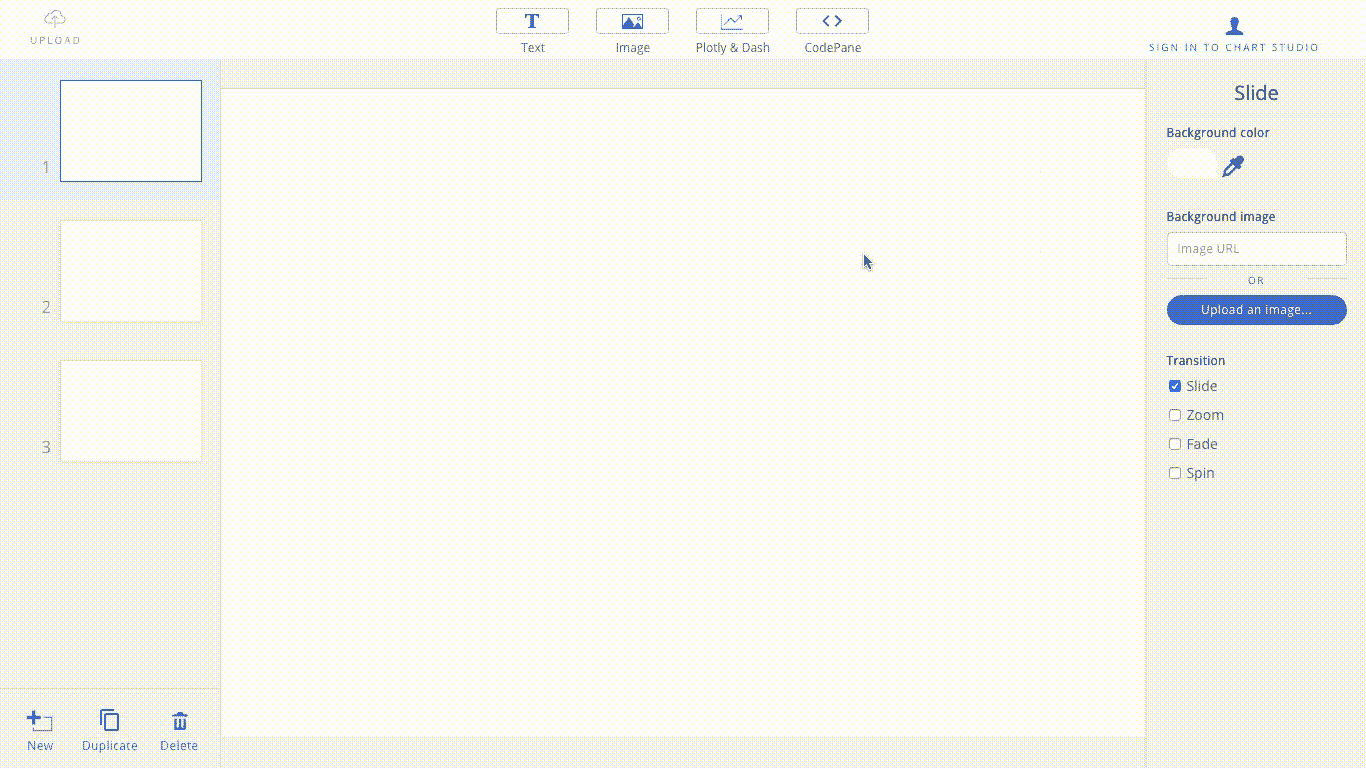 UPLOAD
Text
Image
Plotly & Dash
CodePane
SIGN IN TO CHART STUDIO
1
2
3
New
Duplicate
Delete
Slide
Background color
Background image
Image URL
OR
Upload an image...
Transition
Slide
Zoom
Fade
Spin